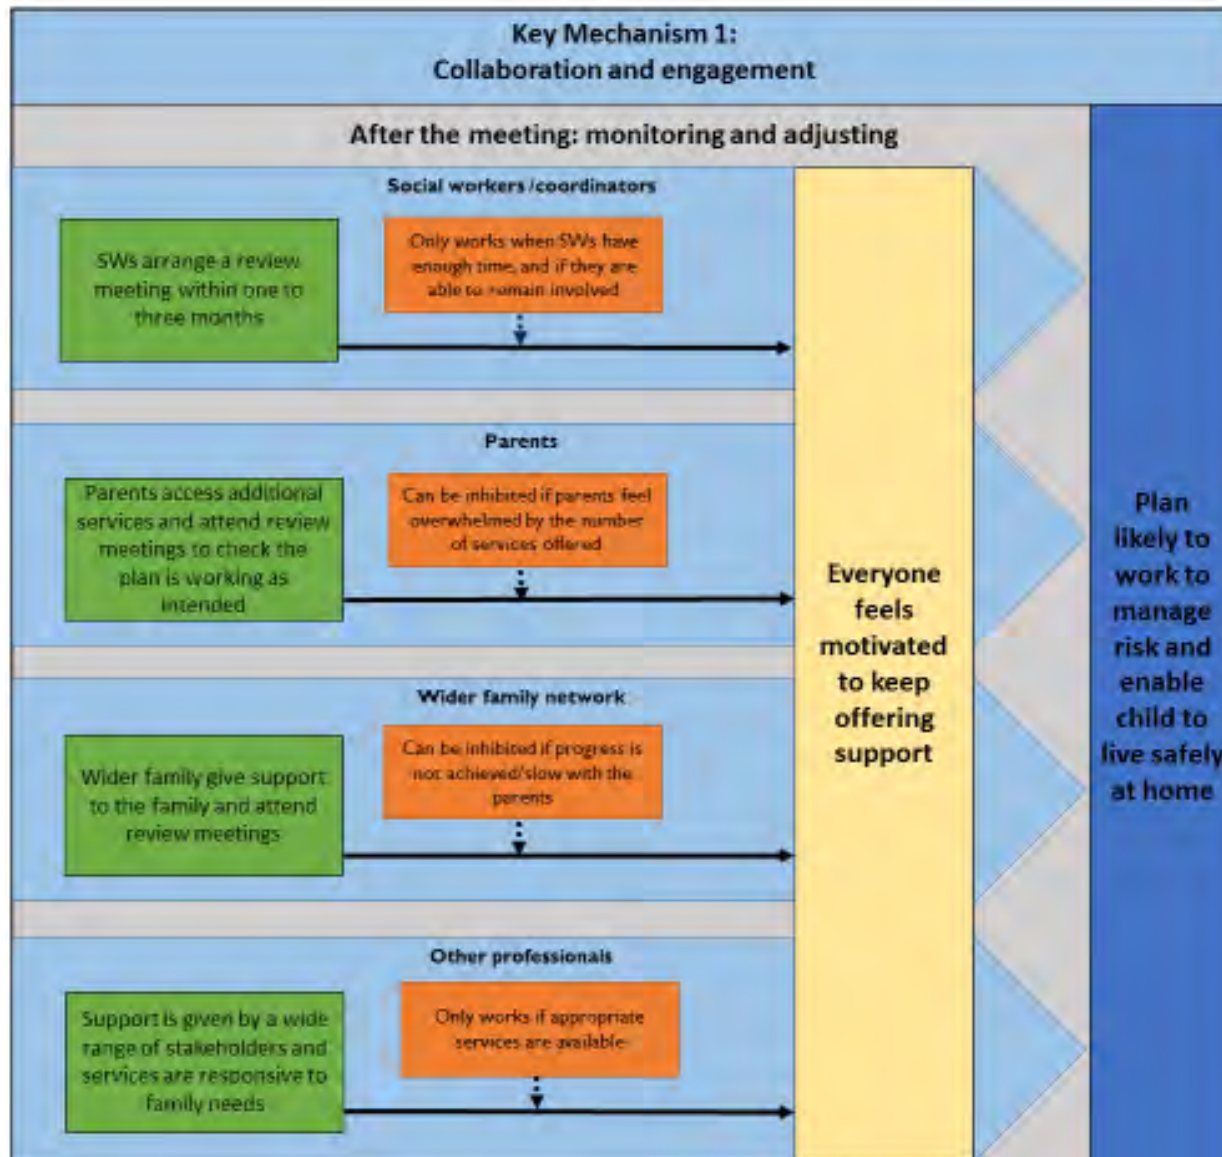 Key Mechanism 1:
Collaboration and engagement
After the meeting: monitoring and adjusting
Social workers/coordinators
SWs arrange a review
meeting within one to
three months
Only works when SWs have
enough time, and if they are
able to remain involved
Parents
Parents access additional
services and attend review
meetings to check the
plan is working as
intended
Can be inhibited if parents feel
overwhelmed by the number
of services offered
Wider family network
Wider family give support
to the family and attend
review meetings
Can be inhibited if progress is
not achieved/slow with the
parents
Other professionals
Support is given by a wide
range of stakeholders and
services are responsive to
family needs
Only works if appropriate
services are available
Everyone
feels
motivated
to keep
offering
support
Plan
likely to
work to
manage
risk and
enable
child to
live safely
at home